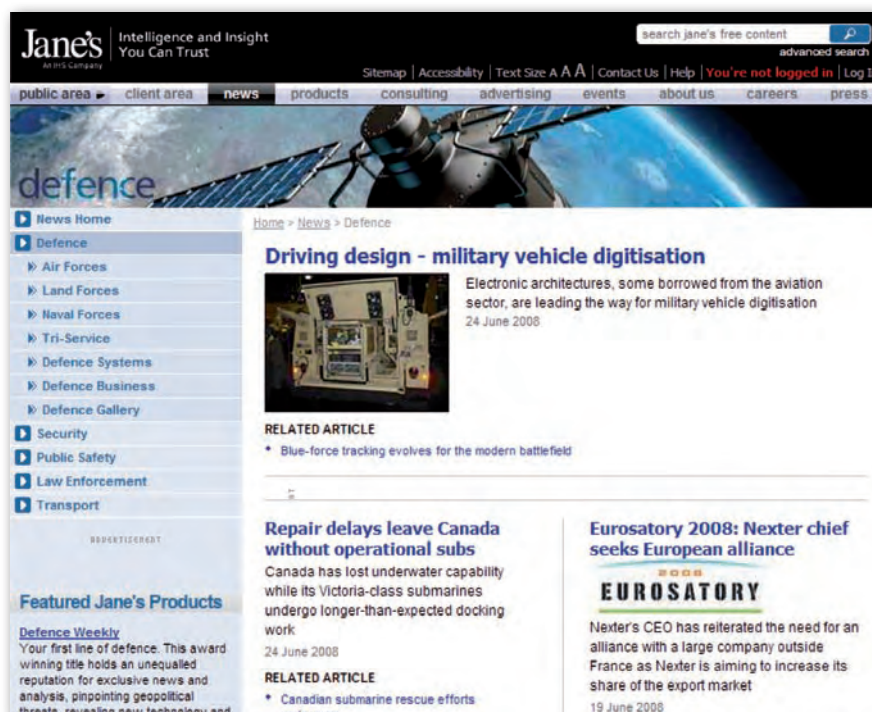 Jane's
An IHS Company
Intelligence and Insight
You Can Trust
search jane's free content
advanced search
Sitemap | Accessibility | Text Size A A A | Contact Us | Help | You're not logged in | Log I
public area client area news products consulting advertising events about us careers press
defence
News Home
Defence
Air Forces
Land Forces
Naval Forces
Tri-Service
Defence Systems
Defence Business
Defence Gallery
Security
Public Safety
Law Enforcement
Transport
ADVERTISEMENT
Featured Jane's Products
Defence Weekly
Your first line of defence. This award
winning title holds an unequalled
reputation for exclusive news and
analysis, pinpointing geopolitical
threats, revealing new technology and
Home > News > Defence
Driving design - military vehicle digitisation
Electronic architectures, some borrowed from the aviation
sector, are leading the way for military vehicle digitisation
24 June 2008
RELATED ARTICLE
Blue-force tracking evolves for the modern battlefield
Repair delays leave Canada
without operational subs
Canada has lost underwater capability
while its Victoria-class submarines
undergo longer-than-expected docking
work
24 June 2008
RELATED ARTICLE
Canadian submarine rescue efforts
Eurosatory 2008: Nexter chief
seeks European alliance
2008
EUROSATORY
Nexter's CEO has reiterated the need for an
alliance with a large company outside
France as Nexter is aiming to increase its
share of the export market
19 June 2008